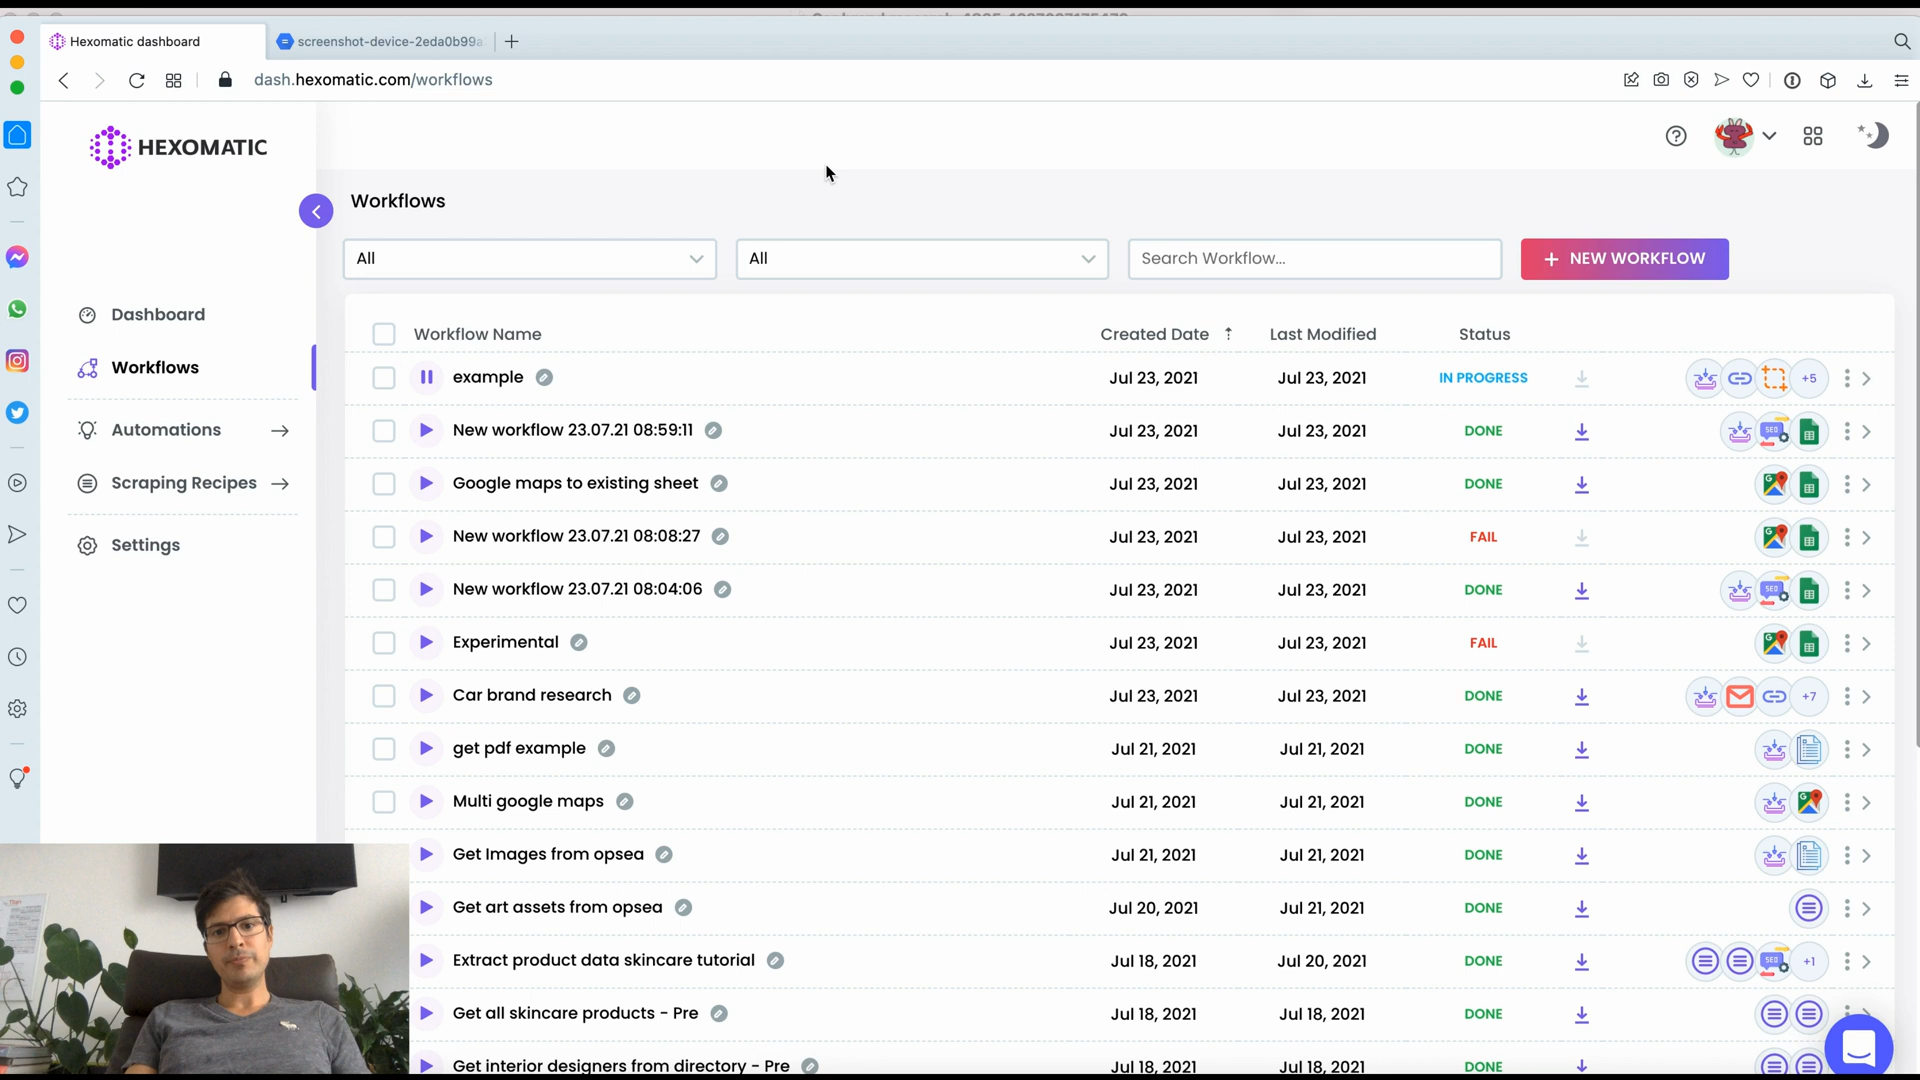 Hexomatic dashboard
screenshot-device-2eda0b99a
dash.hexomatic.com/workflows
HEXOMATIC
Workflows
All
All
Search Workflow...
+ NEW WORKFLOW
Dashboard
Workflows
Automations
Scraping Recipes
Settings
Workflow Name Created Date Last Modified Status
example Jul 23, 2021 Jul 23, 2021 IN PROGRESS +5
New workflow 23.07.21 08:59:11 Jul 23, 2021 Jul 23, 2021 DONE SEO
Google maps to existing sheet Jul 23, 2021 Jul 23, 2021 DONE
New workflow 23.07.21 08:08:27 Jul 23, 2021 Jul 23, 2021 FAIL
New workflow 23.07.21 08:04:06 Jul 23, 2021 Jul 23, 2021 DONE SEO
Experimental Jul 23, 2021 Jul 23, 2021 FAIL
Car brand research Jul 23, 2021 Jul 23, 2021 DONE +7
get pdf example Jul 21, 2021 Jul 21, 2021 DONE
Multi google maps Jul 21, 2021 Jul 21, 2021 DONE
Get Images from opsea Jul 21, 2021 Jul 21, 2021 DONE
Get art assets from opsea Jul 20, 2021 Jul 21, 2021 DONE
Extract product data skincare tutorial Jul 18, 2021 Jul 20, 2021 DONE SEO +1
Get all skincare products - Pre Jul 18, 2021 Jul 18, 2021 DONE
Get interior designers from directory - Pre Jul 18, 2021 Jul 18, 2021 DONE